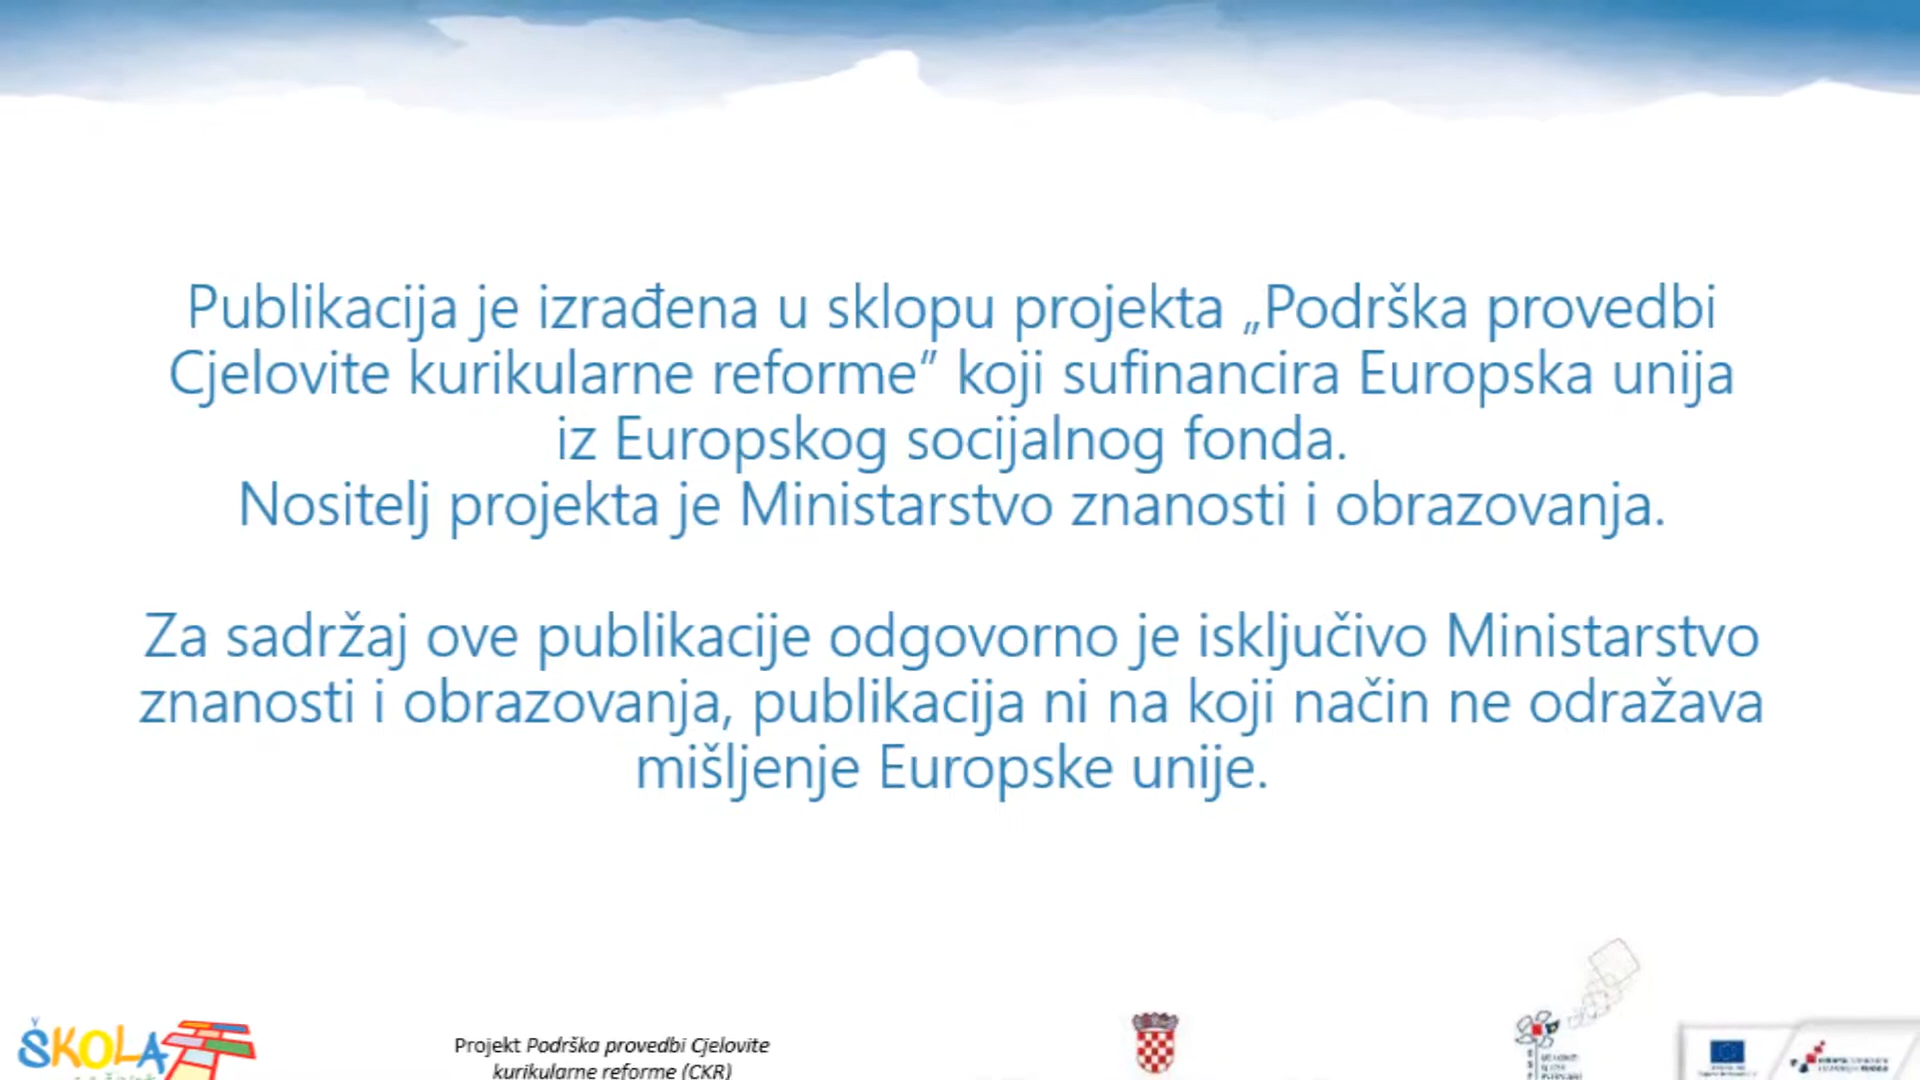 Publikacija je izrađena u sklopu projekta „Podrška provedbi
Cjelovite kurikularne reforme” koji sufinancira Europska unija
iz Europskog socijalnog fonda.
Nositelj projekta je Ministarstvo znanosti i obrazovanja.
Za sadržaj ove publikacije odgovorno je isključivo Ministarstvo
znanosti i obrazovanja, publikacija ni na koji način ne odražava
mišljenje Europske unije.
ŠKOLA
Projekt Podrška provedbi Cjelovite
kurikularne reforme (CKR)